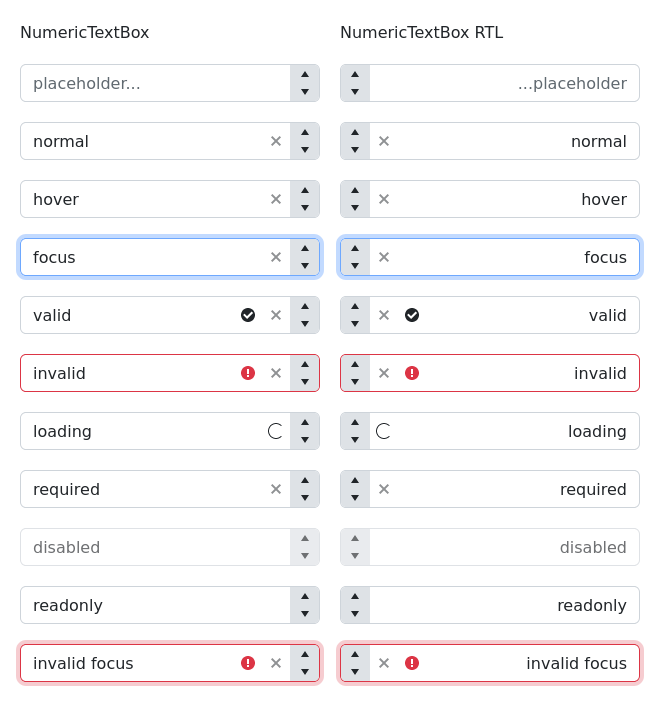 NumericTextBox
placeholder...
normal
hover
focus
valid
invalid
loading
required
disabled
readonly
invalid focus
NumericTextBox RTL
...placeholder
normal
hover
focus
valid
invalid
loading
required
disabled
readonly
invalid focus